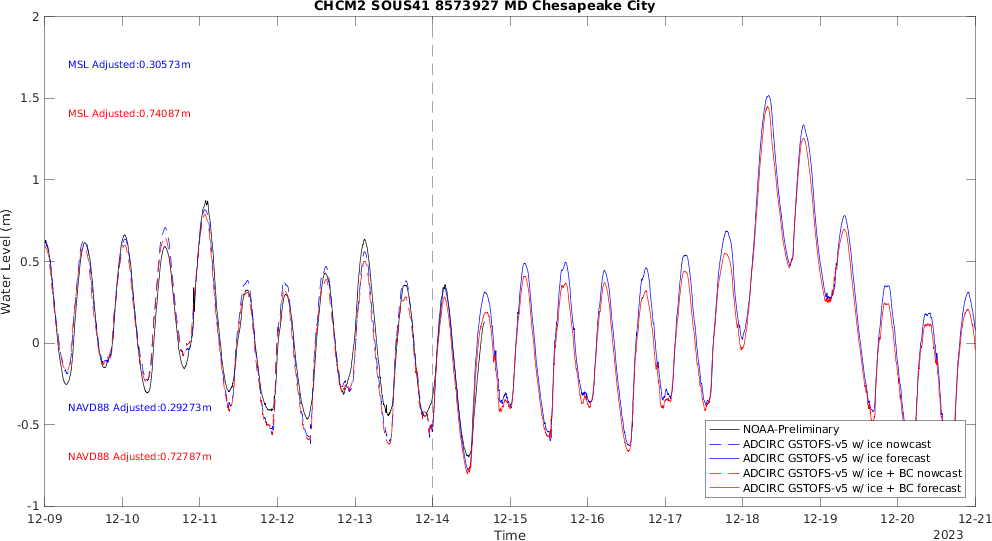 CHCM2 SOUS41 8573927 MD Chesapeake City
Water Level (m)
2
1.5
1
0.5
0
-0.5
-1
MSL Adjusted:0.30573m
MSL Adjusted:0.74087m
NAVD88 Adjusted:0.29273m
NAVD88 Adjusted:0.72787m
NOAA-Preliminary
ADCIRC GSTOFS-v5 w/ ice nowcast
ADCIRC GSTOFS-v5 w/ ice forecast
ADCIRC GSTOFS-v5 w/ ice + BC nowcast
ADCIRC GSTOFS-v5 w/ ice + BC forecast
12-09 12-10 12-11 12-12 12-13 12-14 12-15 12-16 12-17 12-18 12-19 12-20 12-21
Time
2023